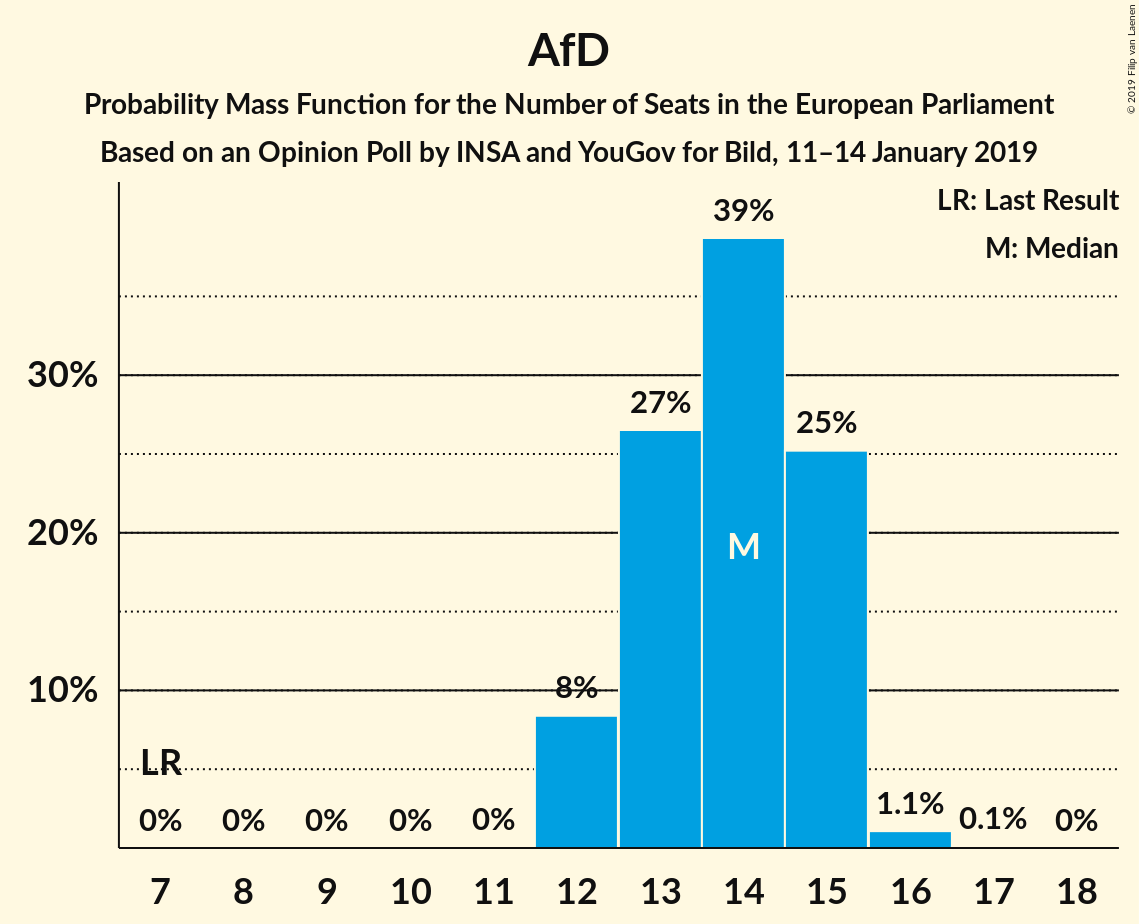 AfD
Probability Mass Function for the Number of Seats in the European Parliament
Based on an Opinion Poll by INSA and YouGov for Bild, 11–14 January 2019
© 2019 Filip van Laenen
LR: Last Result
M: Median
39%
30%
27%
25%
20%
M
10%
8%
LR
0%
0%
0%
0%
0%
1.1%
0.1%
0%
7 8 9 10 11 12 13 14 15 16 17 18